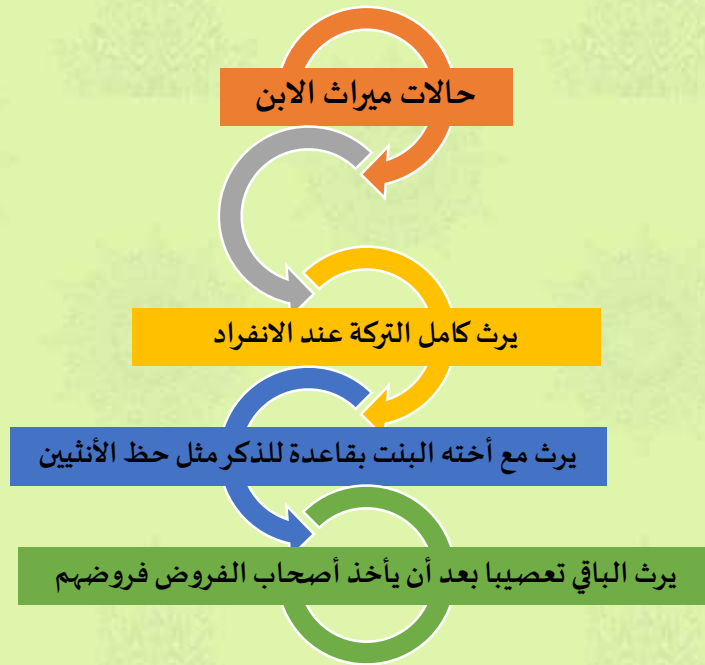 حالات ميراث الابن
يرث كامل التركة عند الانفراد
يرث مع أخته البنت بقاعدة للذكر مثل حظ الأنثيين
يرث الباقي تعصيبا بعد أن يأخذ أصحاب الفروض فروضهم